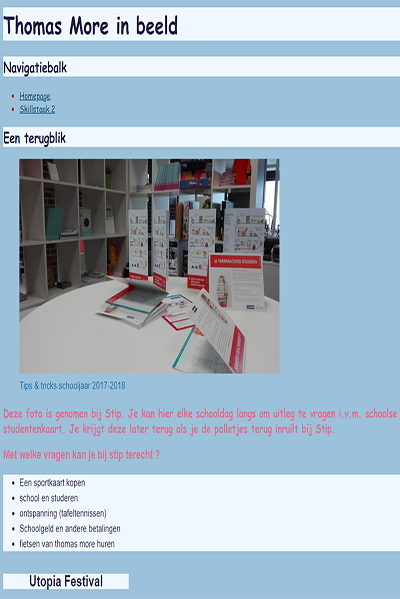 Thomas More in beeld
Navigatiebalk
Homepage
Skillstaak 2
Een terugblik
Tips & tricks schooljaar 2017-2018
Deze foto is genomen bij Stip. Je kan hier elke schooldag langs om uitleg te vragen i.v.m. schoolse
studentenkaart. Je krijgt deze later terug als je de palletjes terug inruilt bij Stip.
Met welke vragen kan je bij stip terecht ?
Een sportkaart kopen
school en studeren
ontspanning (tafeltennissen)
Schoolgeld en andere betalingen
fietsen van thomas more huren
Utopia Festival